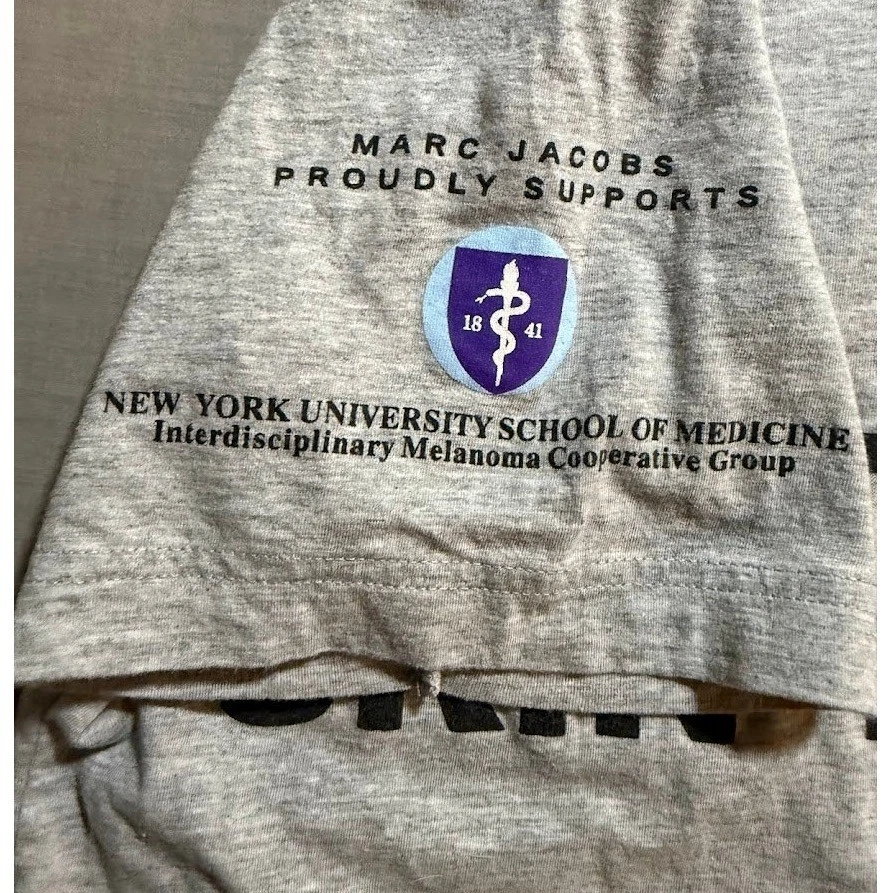 MARC JACOBS
PROUDLY SUPPORTS
18 41
NEW YORK UNIVERSITY SCHOOL OF MEDICINE
Interdisciplinary Melanoma Cooperative Group